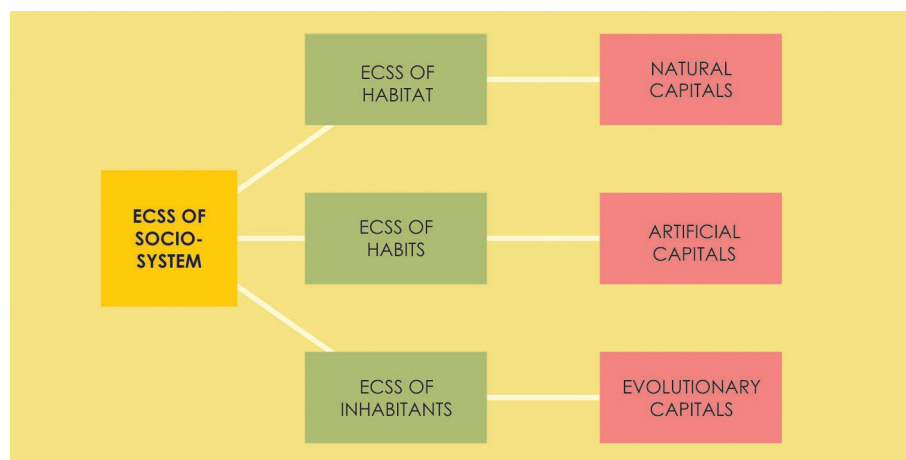 ECSS OF
HABITAT
NATURAL
CAPITALS
ECSS OF
SOCIO-
SYSTEM
ECSS OF
HABITS
ARTIFICIAL
CAPITALS
ECSS OF
INHABITANTS
EVOLUTIONARY
CAPITALS